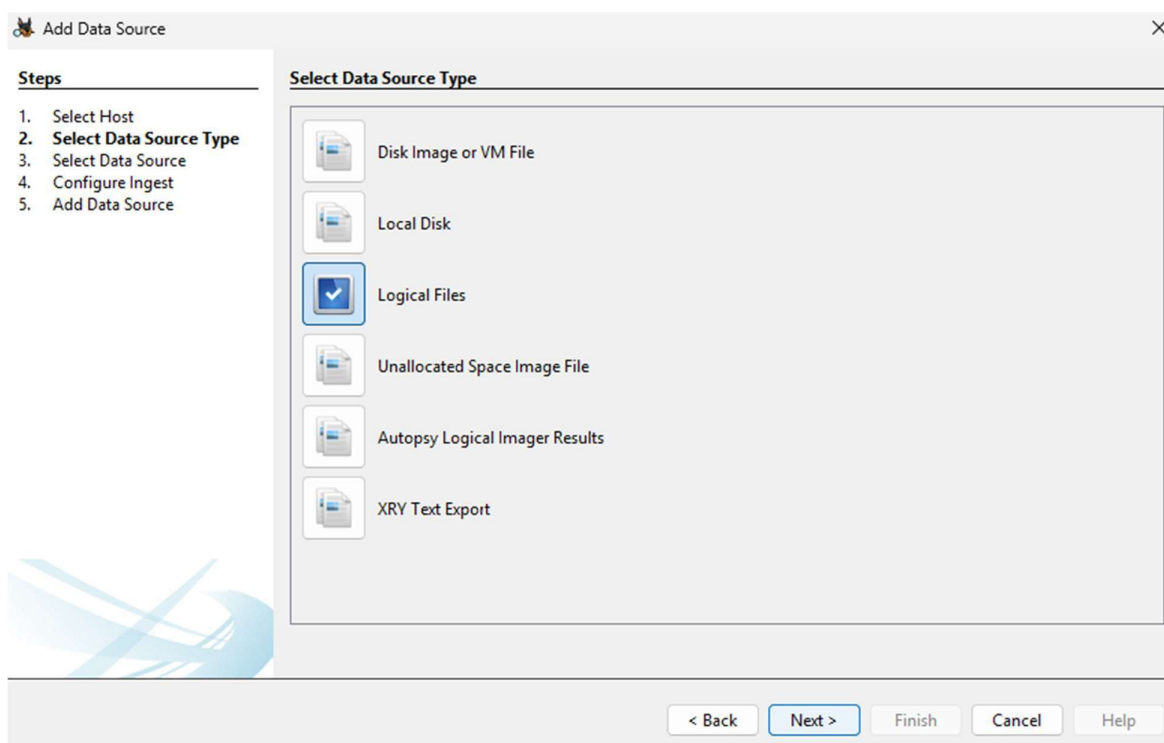 Add Data Source
Steps
1. Select Host
2. Select Data Source Type
3. Select Data Source
4. Configure Ingest
5. Add Data Source
Select Data Source Type
Disk Image or VM File
Local Disk
Logical Files
Unallocated Space Image File
Autopsy Logical Imager Results
XRY Text Export
< Back Next > Finish Cancel Help